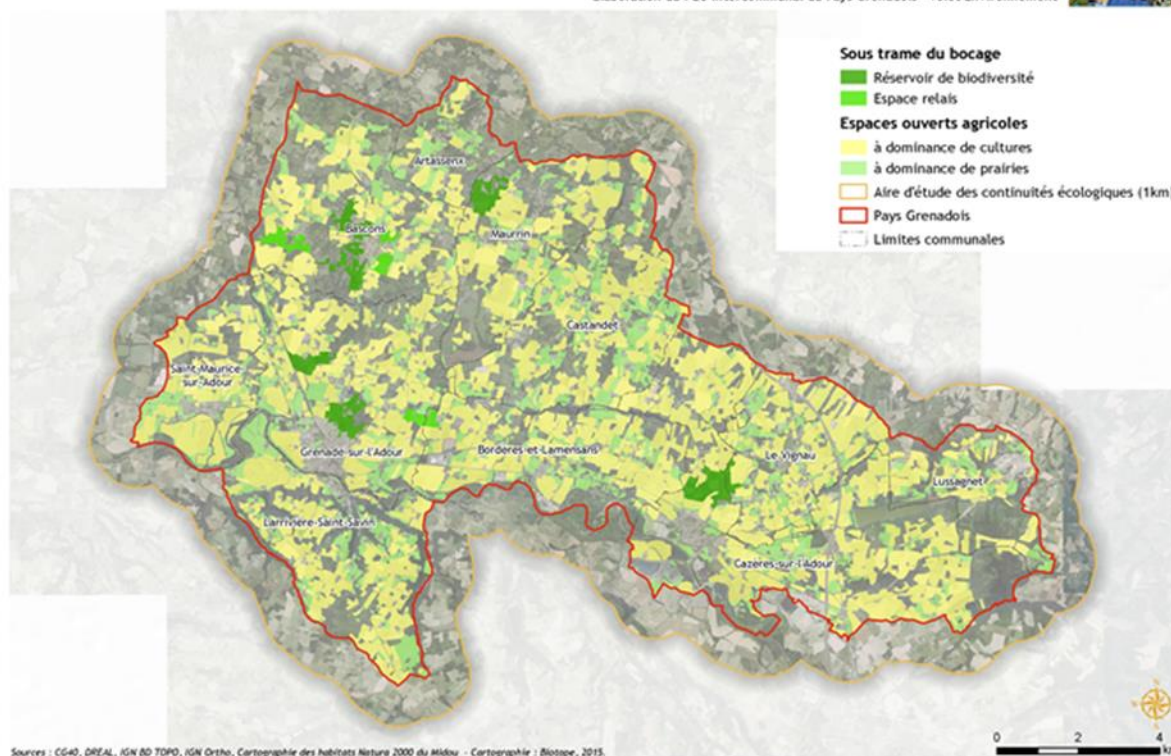 Sous trame du bocage
Réservoir de biodiversité
Espace relais
Espaces ouverts agricoles
à dominance de cultures
à dominance de prairies
Aire d'étude des continuités écologiques (1km
Pays Grenadois
Limites communales
Artassenx
Bascons
Maurrin
Castandet
Saint-Maurice-
sur-Adour
Grenade-sur-l'Adour
Bordères-et-Lamensans
Le Vignau
Lussagnet
Larrivière-Saint-Savin
Cazères-sur-l'Adour
0 2 4
Sources : CG40, DREAL, IGN BD TOPO, IGN Ortho, Cartographie des habitats Natura 2000 du Midou - Cartographie : Biotope, 2015.